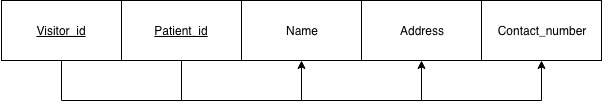 Visitor_id Patient_id Name Address Contact_number